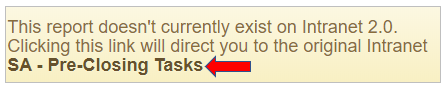 This report doesn't currently exist on Intranet 2.0.
Clicking this link will direct you to the original Intranet
SA - Pre-Closing Tasks